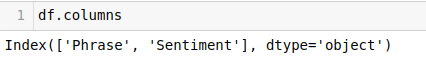 1 df.columns
Index(['Phrase', 'Sentiment'], dtype='object')